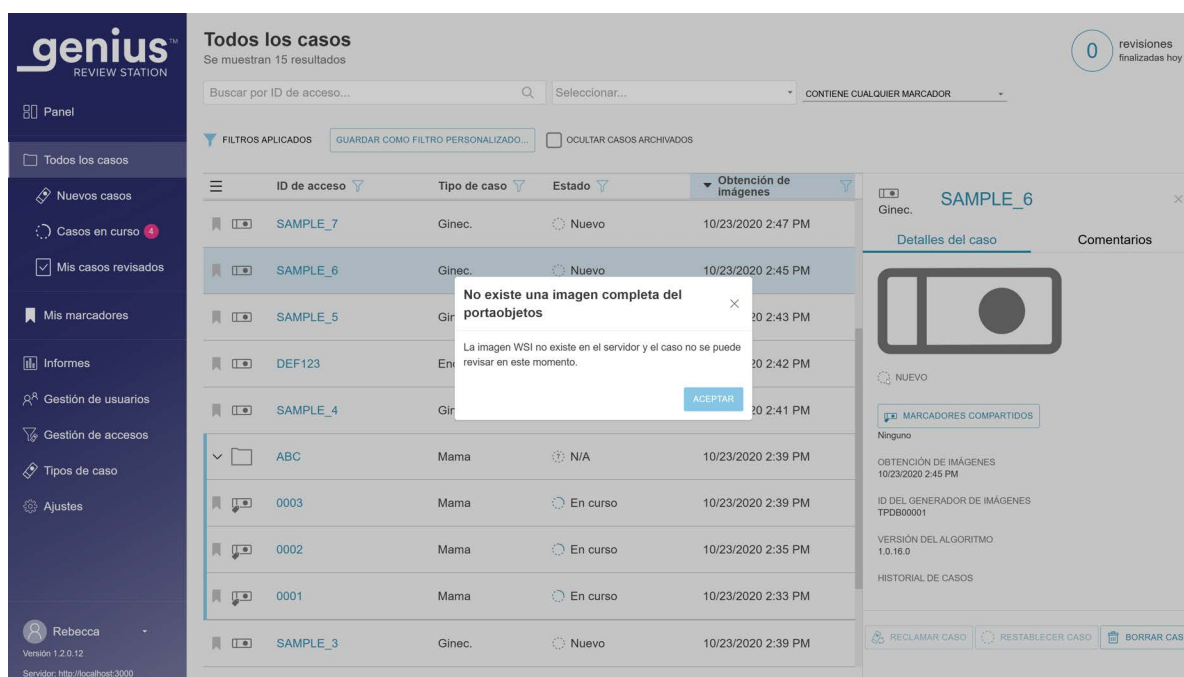 genius™
REVIEW STATION
Panel
Todos los casos
Nuevos casos
Casos en curso 4
Mis casos revisados
Mis marcadores
Informes
Gestión de usuarios
Gestión de accesos
Tipos de caso
Ajustes
Rebecca
Versión 1.2.0.12
Servidor: http://localhost:3000
Todos los casos
Se muestran 15 resultados
0 revisiones
finalizadas hoy
Buscar por ID de acceso...
Seleccionar...
CONTIENE CUALQUIER MARCADOR
FILTROS APLICADOS
GUARDAR COMO FILTRO PERSONALIZADO...
OCULTAR CASOS ARCHIVADOS
ID de acceso Tipo de caso Estado Obtención de
imágenes
SAMPLE_7 Ginec. Nuevo 10/23/2020 2:47 PM
SAMPLE_6 Ginec. Nuevo 10/23/2020 2:45 PM
SAMPLE_5 Gin 20 2:43 PM
DEF123 En 20 2:42 PM
SAMPLE_4 Gin 20 2:41 PM
ABC Mama N/A 10/23/2020 2:39 PM
0003 Mama En curso 10/23/2020 2:39 PM
0002 Mama En curso 10/23/2020 2:35 PM
0001 Mama En curso 10/23/2020 2:33 PM
SAMPLE_3 Ginec. Nuevo 10/23/2020 2:39 PM
No existe una imagen completa del
portaobjetos
La imagen WSI no existe en el servidor y el caso no se puede
revisar en este momento.
ACEPTAR
Ginec.
SAMPLE_6
Detalles del caso Comentarios
NUEVO
MARCADORES COMPARTIDOS
Ninguno
OBTENCIÓN DE IMÁGENES
10/23/2020 2:45 PM
ID DEL GENERADOR DE IMÁGENES
TPDB00001
VERSIÓN DEL ALGORITMO
1.0.16.0
HISTORIAL DE CASOS
RECLAMAR CASO RESTABLECER CASO BORRAR CAS